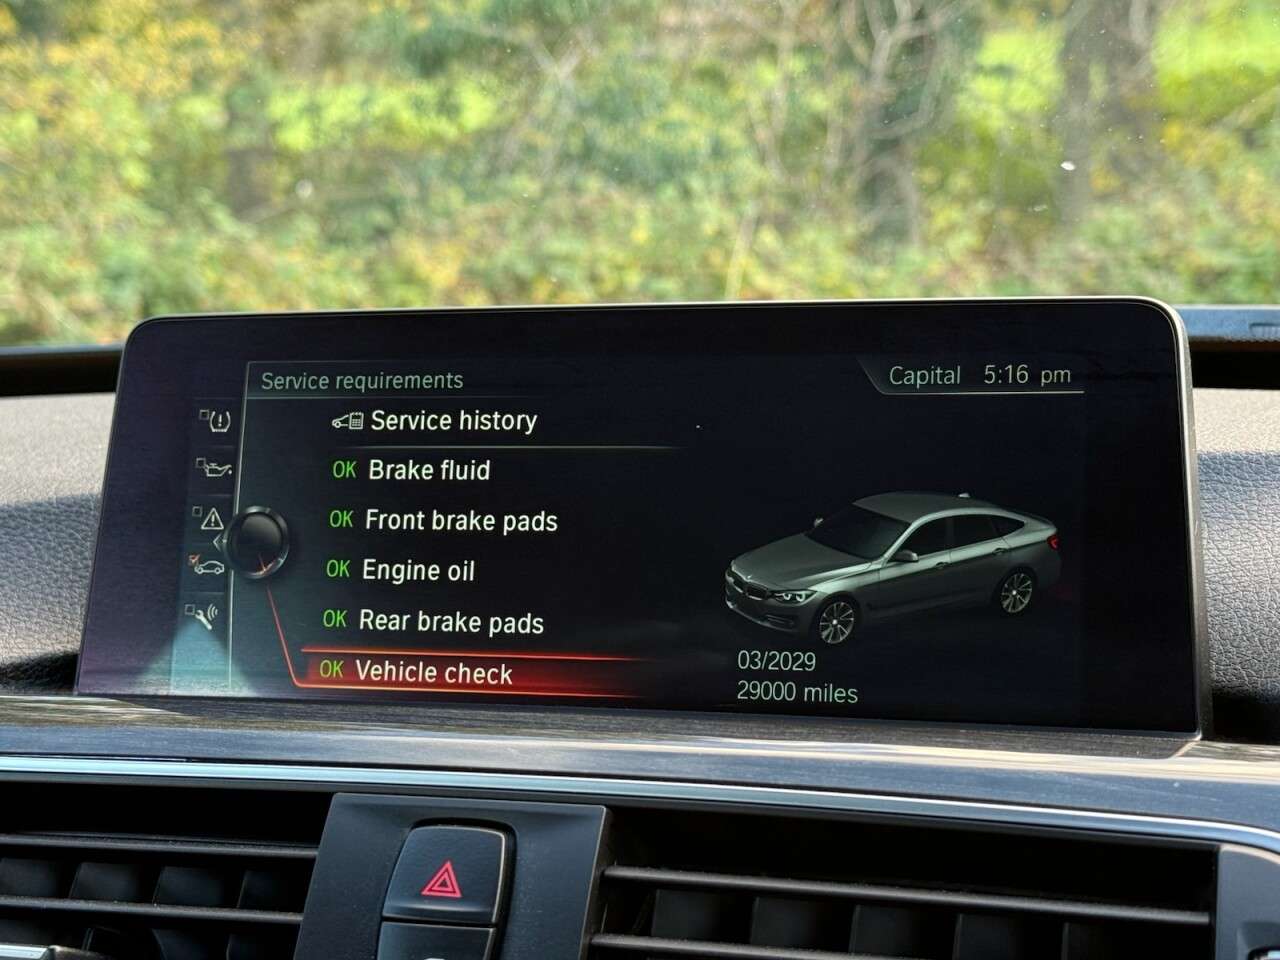 Service requirements
Capital 5:16 pm
Service history
OK Brake fluid
OK Front brake pads
OK Engine oil
OK Rear brake pads
OK Vehicle check
03/2029
29000 miles